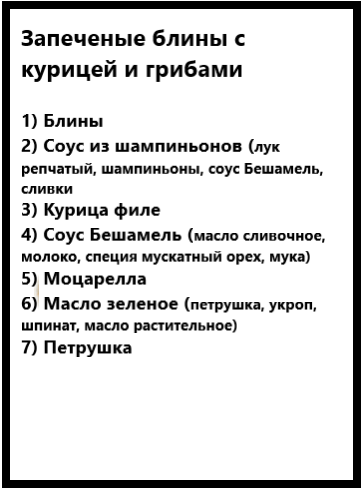 Запеченые блины с
курицей и грибами
1) Блины
2) Соус из шампиньонов (лук
репчатый, шампиньоны, соус Бешамель,
сливки
3) Курица филе
4) Соус Бешамель (масло сливочное,
молоко, специя мускатный орех, мука)
5) Моцарелла
6) Масло зеленое (петрушка, укроп,
шпинат, масло растительное)
7) Петрушка